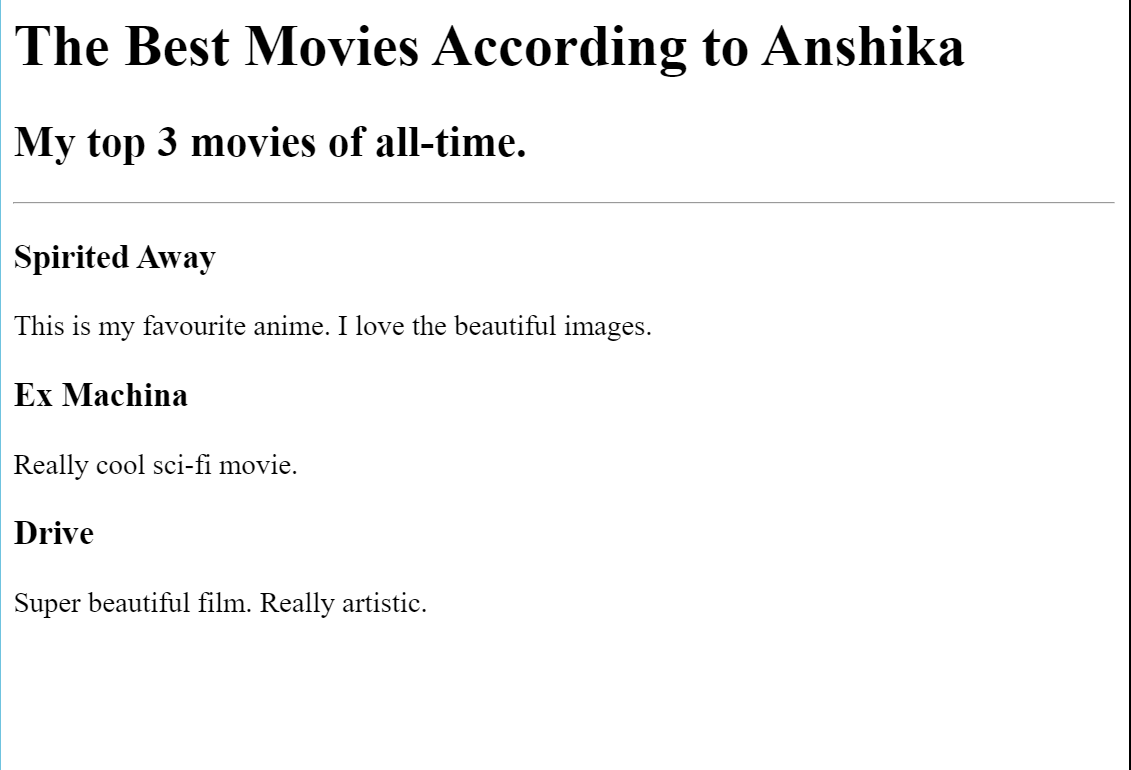 The Best Movies According to Anshika
My top 3 movies of all-time.
Spirited Away
This is my favourite anime. I love the beautiful images.
Ex Machina
Really cool sci-fi movie.
Drive
Super beautiful film. Really artistic.